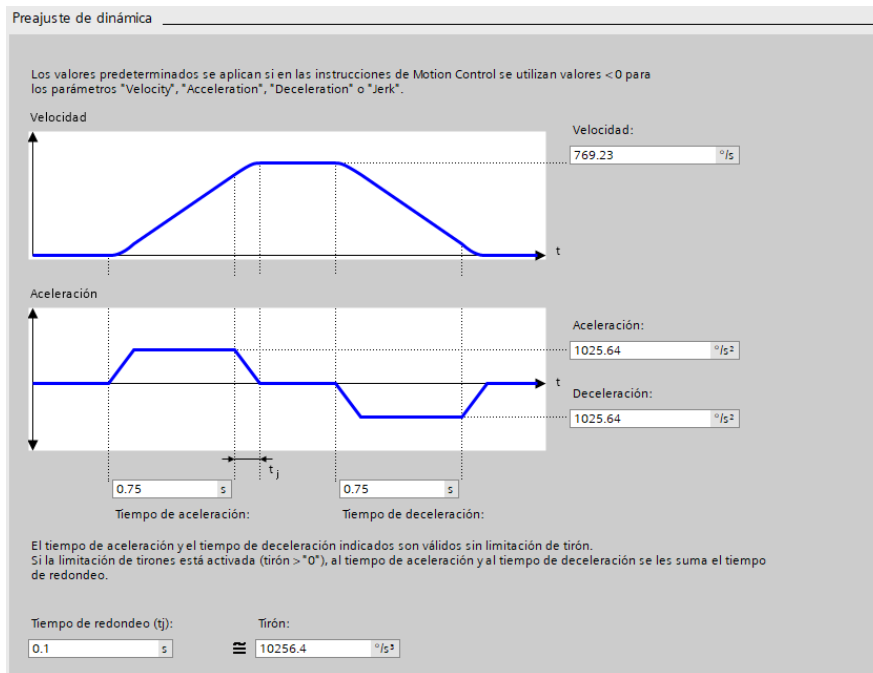 Preajuste de dinámica
Los valores predeterminados se aplican si en las instrucciones de Motion Control se utilizan valores <0 para
los parámetros "Velocity", "Acceleration", "Deceleration" o "Jerk".
Velocidad
Velocidad:
769.23 °/s
t
Aceleración
Aceleración:
1025.64 °/s²
t
Deceleración:
1025.64 °/s²
tj
0.75 s 0.75 s
Tiempo de aceleración: Tiempo de deceleración:
El tiempo de aceleración y el tiempo de deceleración indicados son válidos sin limitación de tirón.
Si la limitación de tirones está activada (tirón >"0"), al tiempo de aceleración y al tiempo de deceleración se les suma el tiempo
de redondeo.
Tiempo de redondeo (tj): Tirón:
0.1 s ≅ 10256.4 °/s³